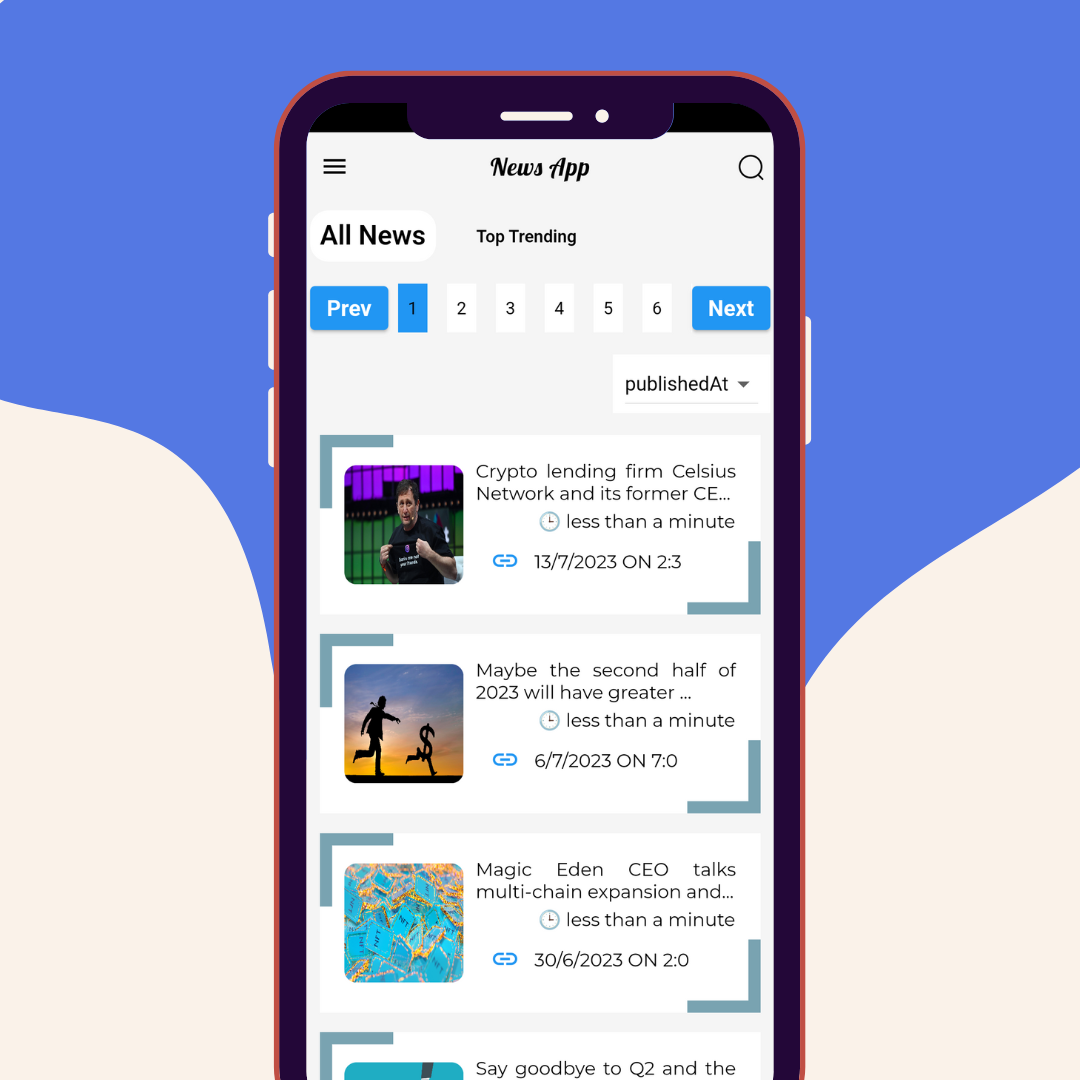 News App
All News Top Trending
Prev 1 2 3 4 5 6 Next
publishedAt
Crypto lending firm Celsius
Network and its former CE...
less than a minute
13/7/2023 ON 2:3
Maybe the second half of
2023 will have greater ...
less than a minute
6/7/2023 ON 7:0
Magic Eden CEO talks
multi-chain expansion and...
less than a minute
30/6/2023 ON 2:0
Say goodbye to Q2 and the